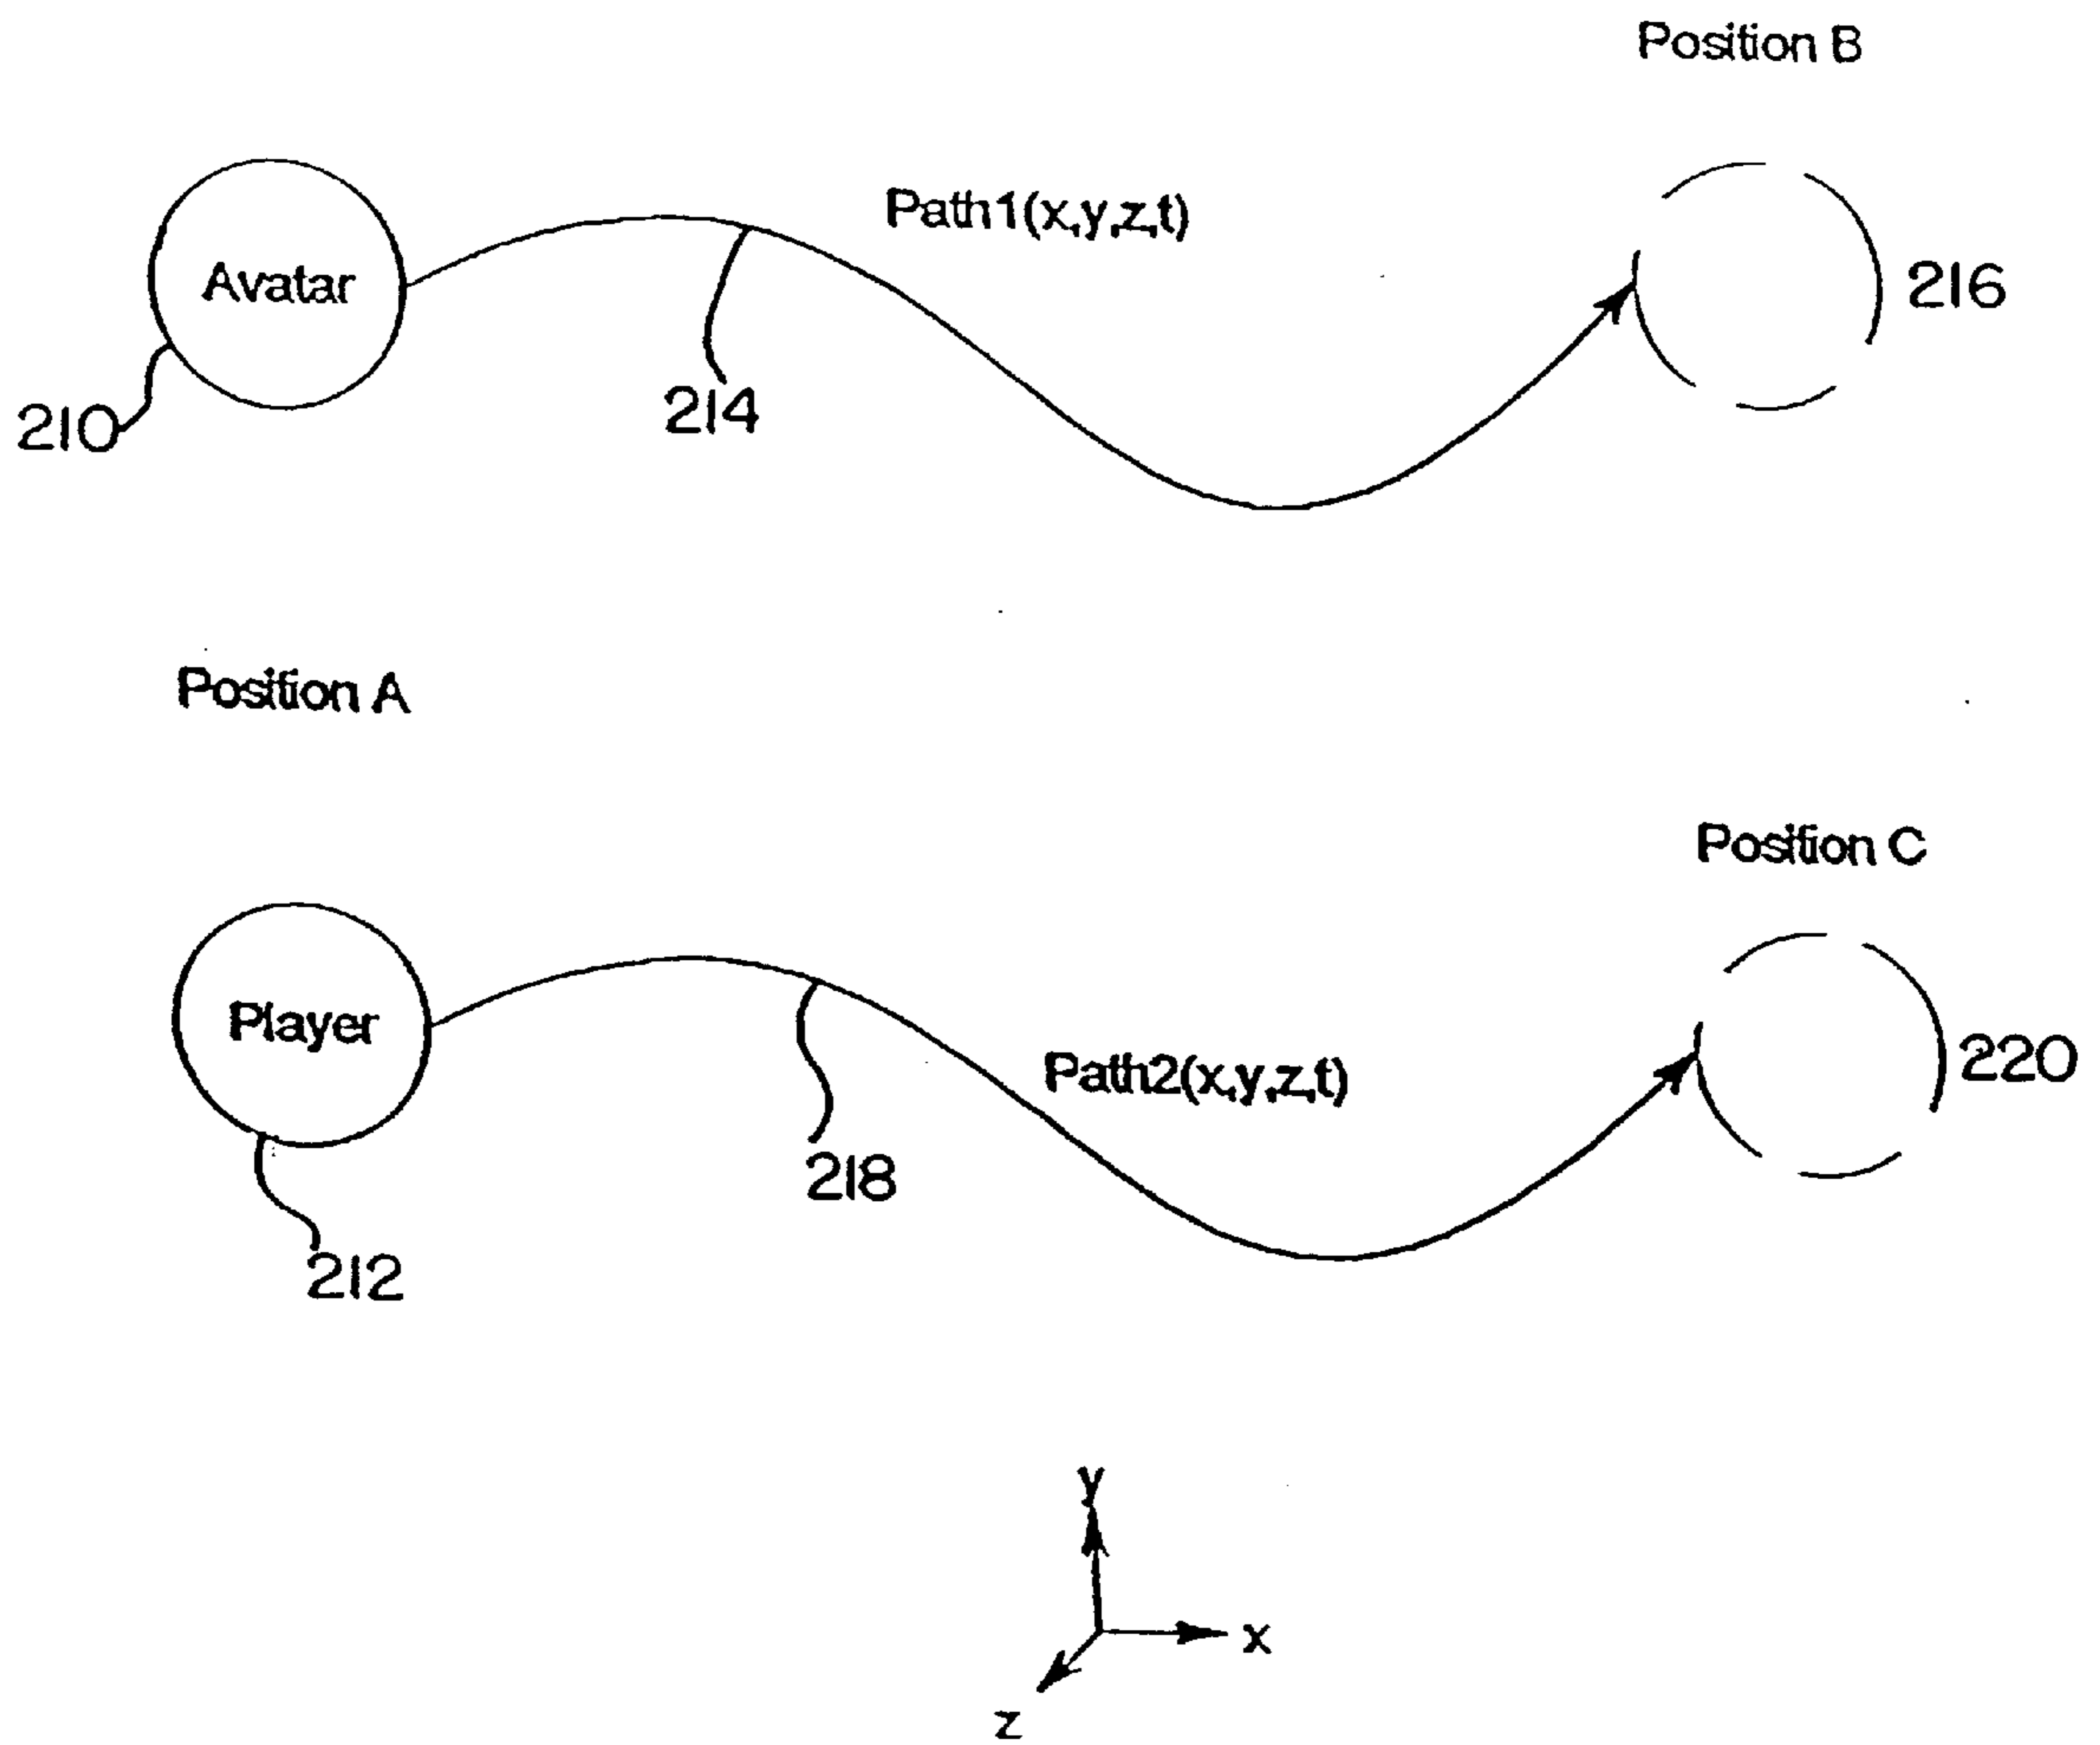 Position B
Path1(x,y,z,t)
Avatar
216
214
210
Position A
Position C
Player
Path2(x,y,z,t)
220
218
212
y
x
z